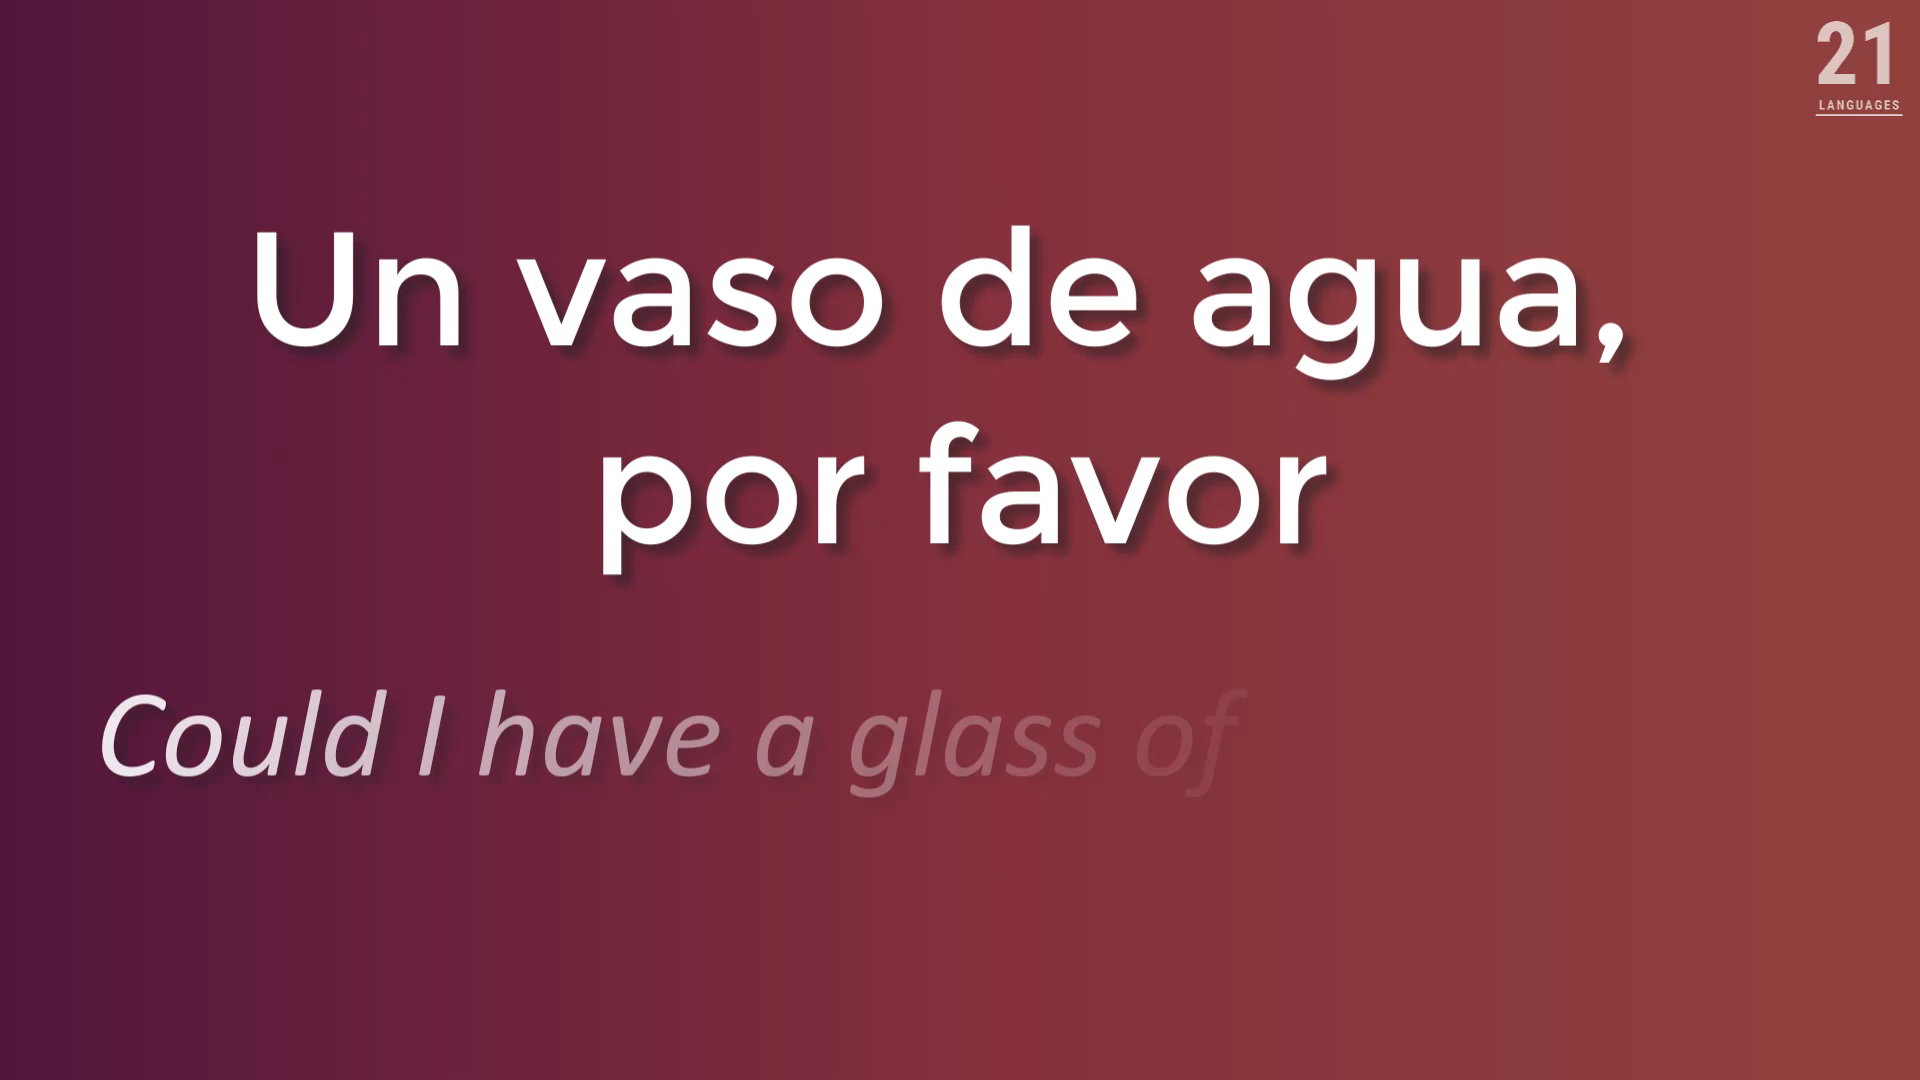 21
LANGUAGES
Un vaso de agua,
por favor
Could I have a glass of